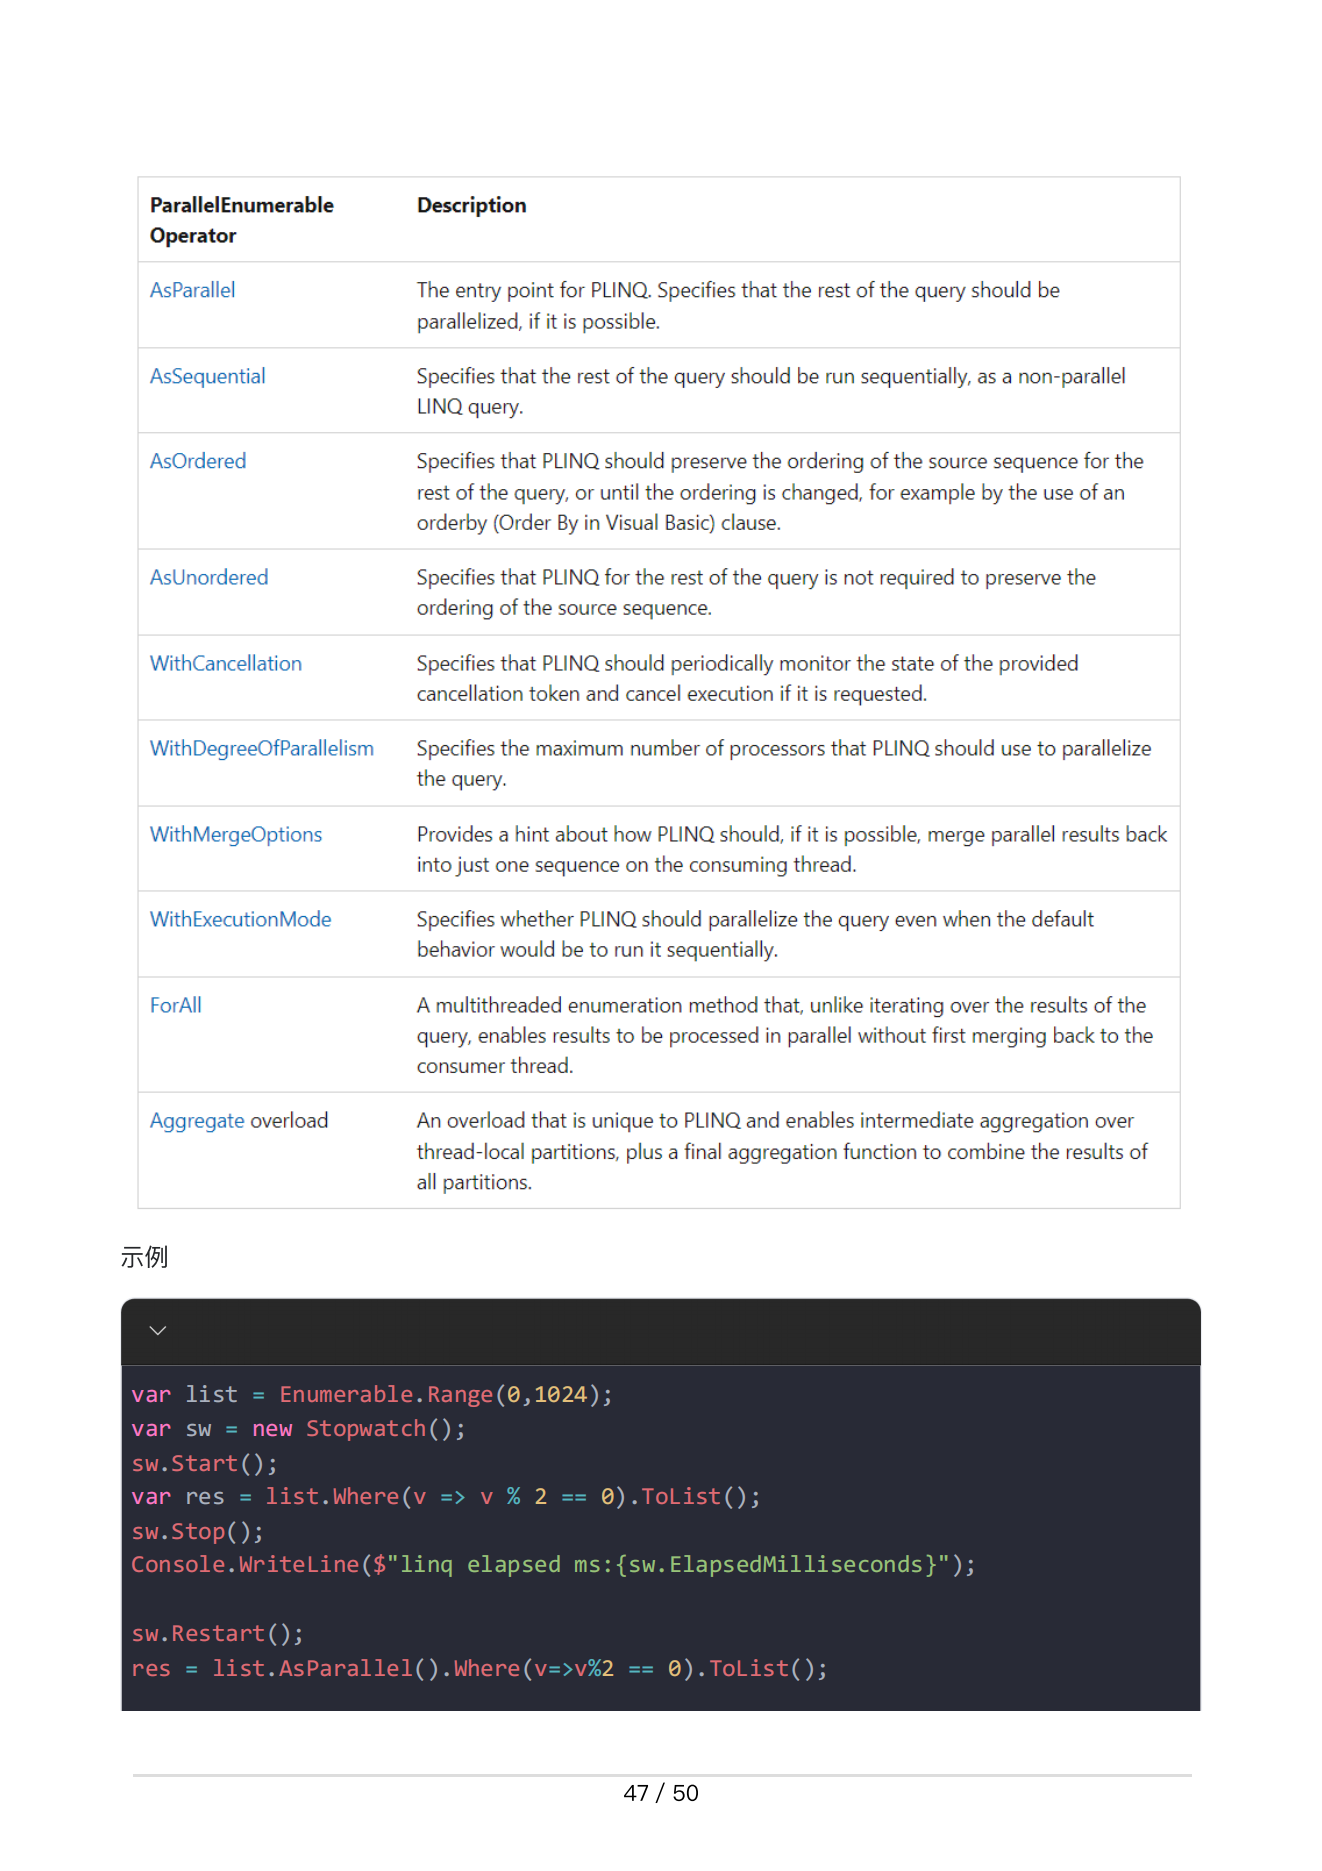 ParallelEnumerable Description
Operator
AsParallel The entry point for PLINQ. Specifies that the rest of the query should be
parallelized, if it is possible.
AsSequential Specifies that the rest of the query should be run sequentially, as a non-parallel
LINQ query.
AsOrdered Specifies that PLINQ should preserve the ordering of the source sequence for the
rest of the query, or until the ordering is changed, for example by the use of an
orderby (Order By in Visual Basic) clause.
AsUnordered Specifies that PLINQ for the rest of the query is not required to preserve the
ordering of the source sequence.
WithCancellation Specifies that PLINQ should periodically monitor the state of the provided
cancellation token and cancel execution if it is requested.
WithDegreeOfParallelism Specifies the maximum number of processors that PLINQ should use to parallelize
the query.
WithMergeOptions Provides a hint about how PLINQ should, if it is possible, merge parallel results back
into just one sequence on the consuming thread.
WithExecutionMode Specifies whether PLINQ should parallelize the query even when the default
behavior would be to run it sequentially.
ForAll A multithreaded enumeration method that, unlike iterating over the results of the
query, enables results to be processed in parallel without first merging back to the
consumer thread.
Aggregate overload An overload that is unique to PLINQ and enables intermediate aggregation over
thread-local partitions, plus a final aggregation function to combine the results of
all partitions.
示例
var list = Enumerable.Range(0,1024);
var sw = new Stopwatch();
sw.Start();
var res = list.Where(v => v % 2 == 0).ToList();
sw.Stop();
Console.WriteLine($"linq elapsed ms:{sw.ElapsedMilliseconds}");
sw.Restart();
res = list.AsParallel().Where(v=>v%2 == 0).ToList();
47 / 50